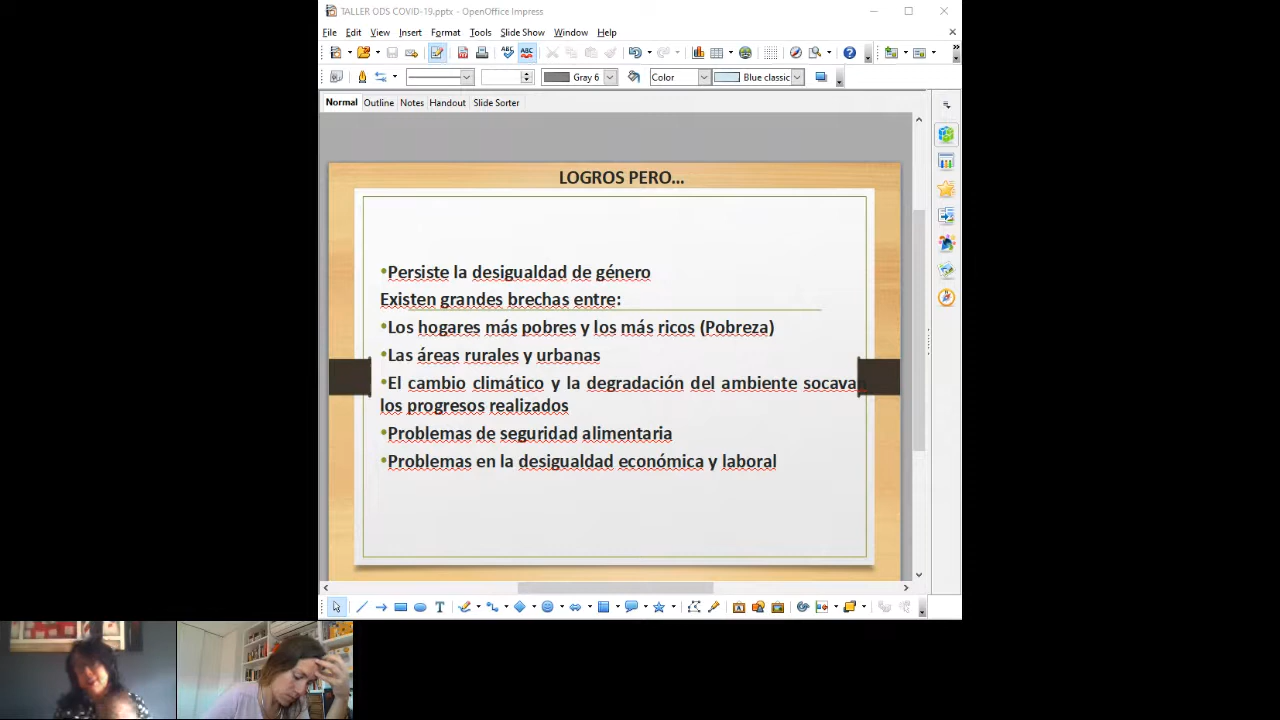 TALLER ODS COVID-19.pptx - OpenOffice Impress
File Edit View Insert Format Tools Slide Show Window Help
Gray 6 Color Blue classic
Normal Outline Notes Handout Slide Sorter
LOGROS PERO...
•Persiste la desigualdad de género
Existen grandes brechas entre:
•Los hogares más pobres y los más ricos (Pobreza)
•Las áreas rurales y urbanas
•El cambio climático y la degradación del ambiente socavan
los progresos realizados
•Problemas de seguridad alimentaria
•Problemas en la desigualdad económica y laboral